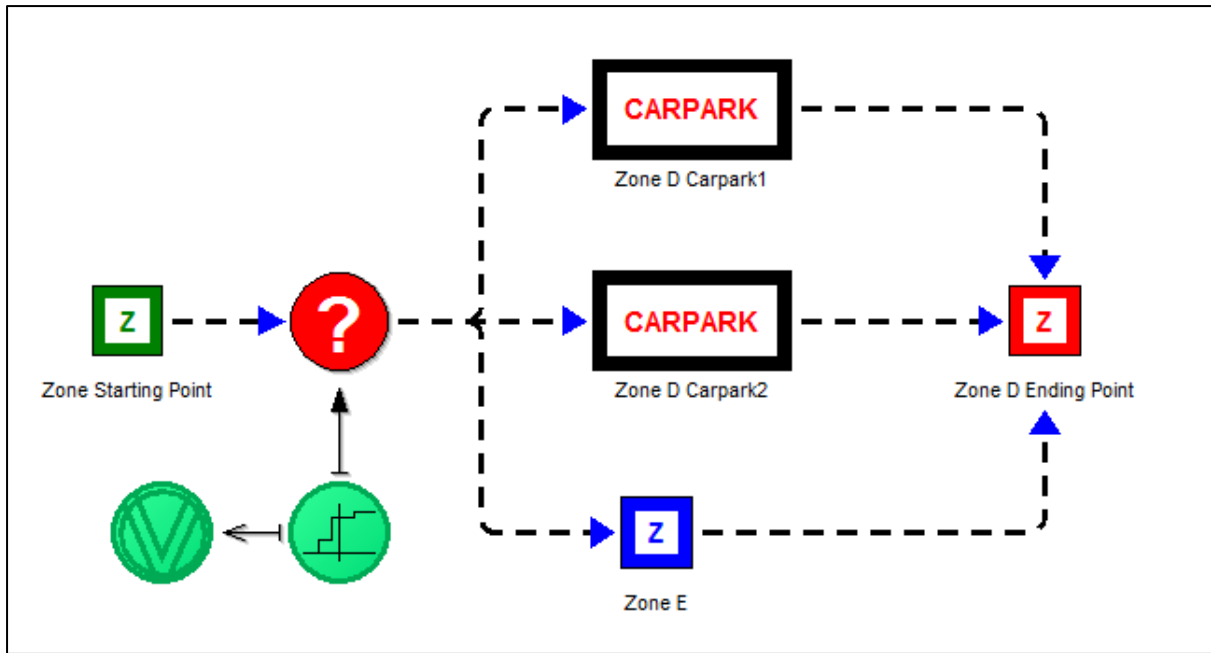 CARPARK
Zone D Carpark1
Z
?
CARPARK
Z
Zone Starting Point
Zone D Carpark2
Zone D Ending Point
Z
Zone E